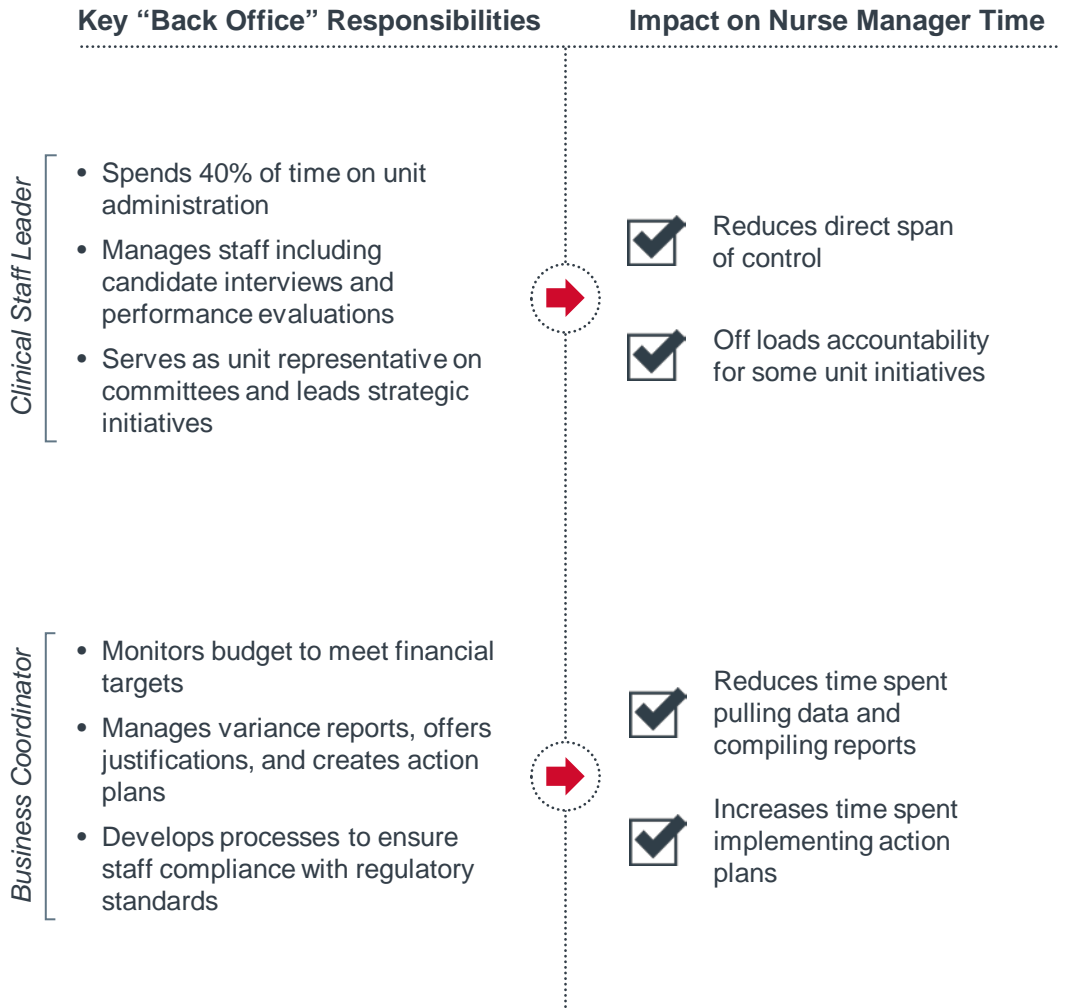 Key “Back Office” Responsibilities
Impact on Nurse Manager Time
Clinical Staff Leader
• Spends 40% of time on unit
administration
• Manages staff including
candidate interviews and
performance evaluations
• Serves as unit representative on
committees and leads strategic
initiatives
Reduces direct span
of control
Off loads accountability
for some unit initiatives
Business Coordinator
• Monitors budget to meet financial
targets
• Manages variance reports, offers
justifications, and creates action
plans
• Develops processes to ensure
staff compliance with regulatory
standards
Reduces time spent
pulling data and
compiling reports
Increases time spent
implementing action
plans